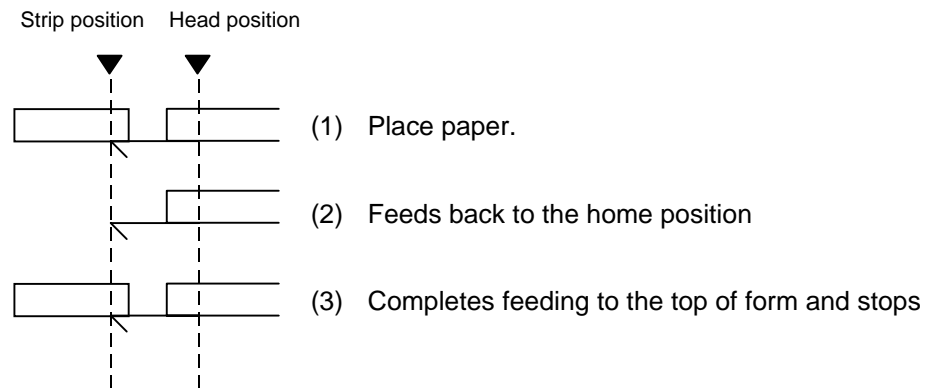 Strip position Head position
(1) Place paper.
(2) Feeds back to the home position
(3) Completes feeding to the top of form and stops